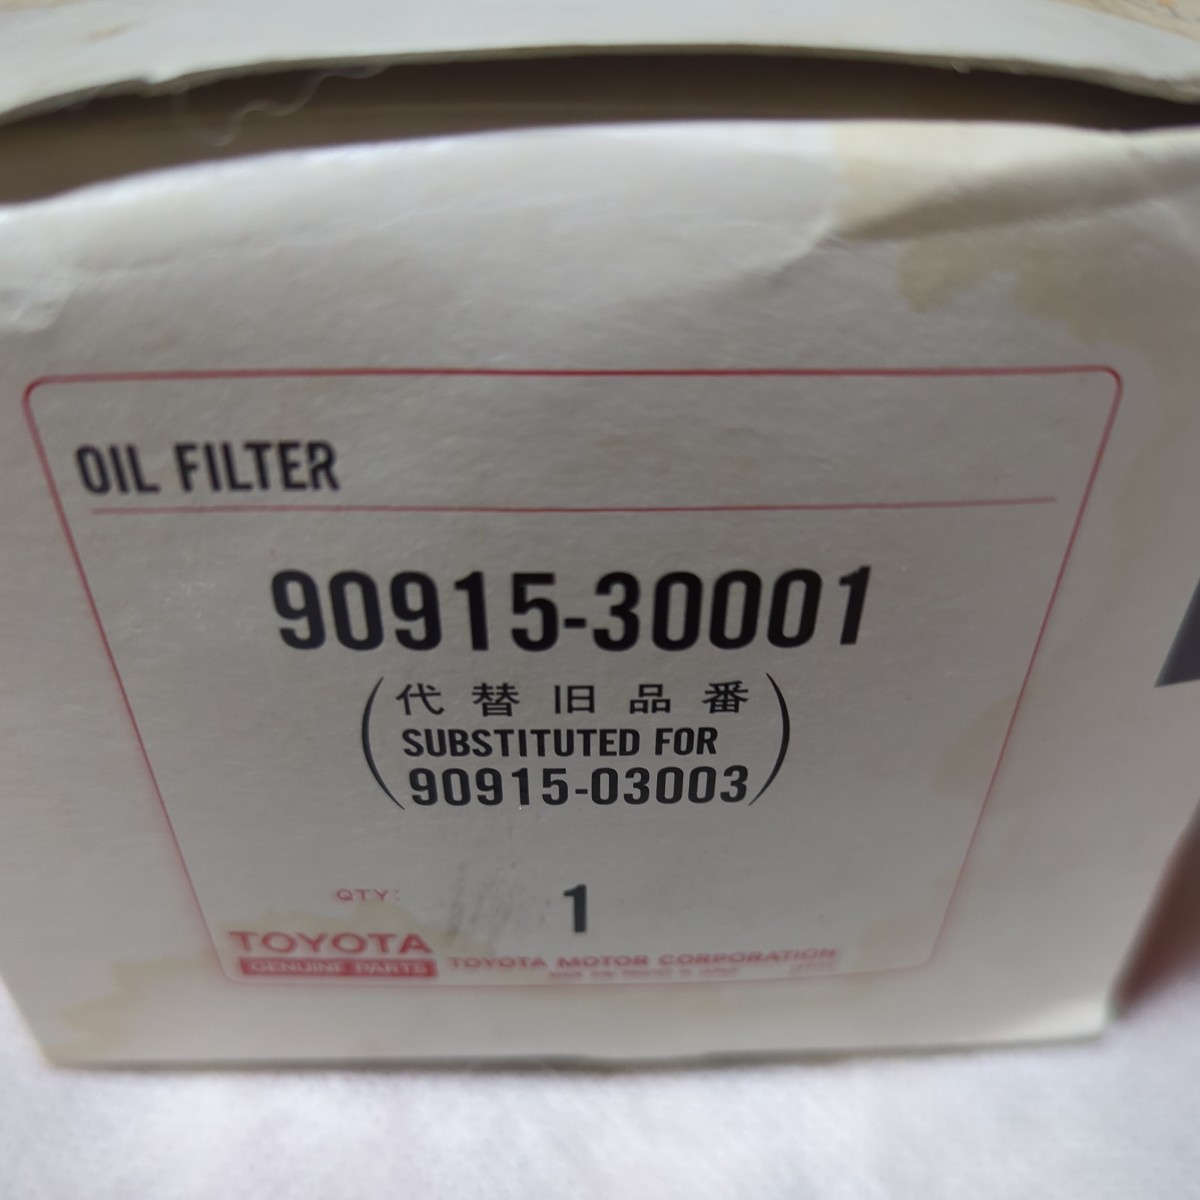 OIL FILTER
90915-30001
代替旧品番
SUBSTITUTED FOR
90915-03003
QTY: 1
TOYOTA
GENUINE PARTS
TOYOTA MOTOR CORPORATION